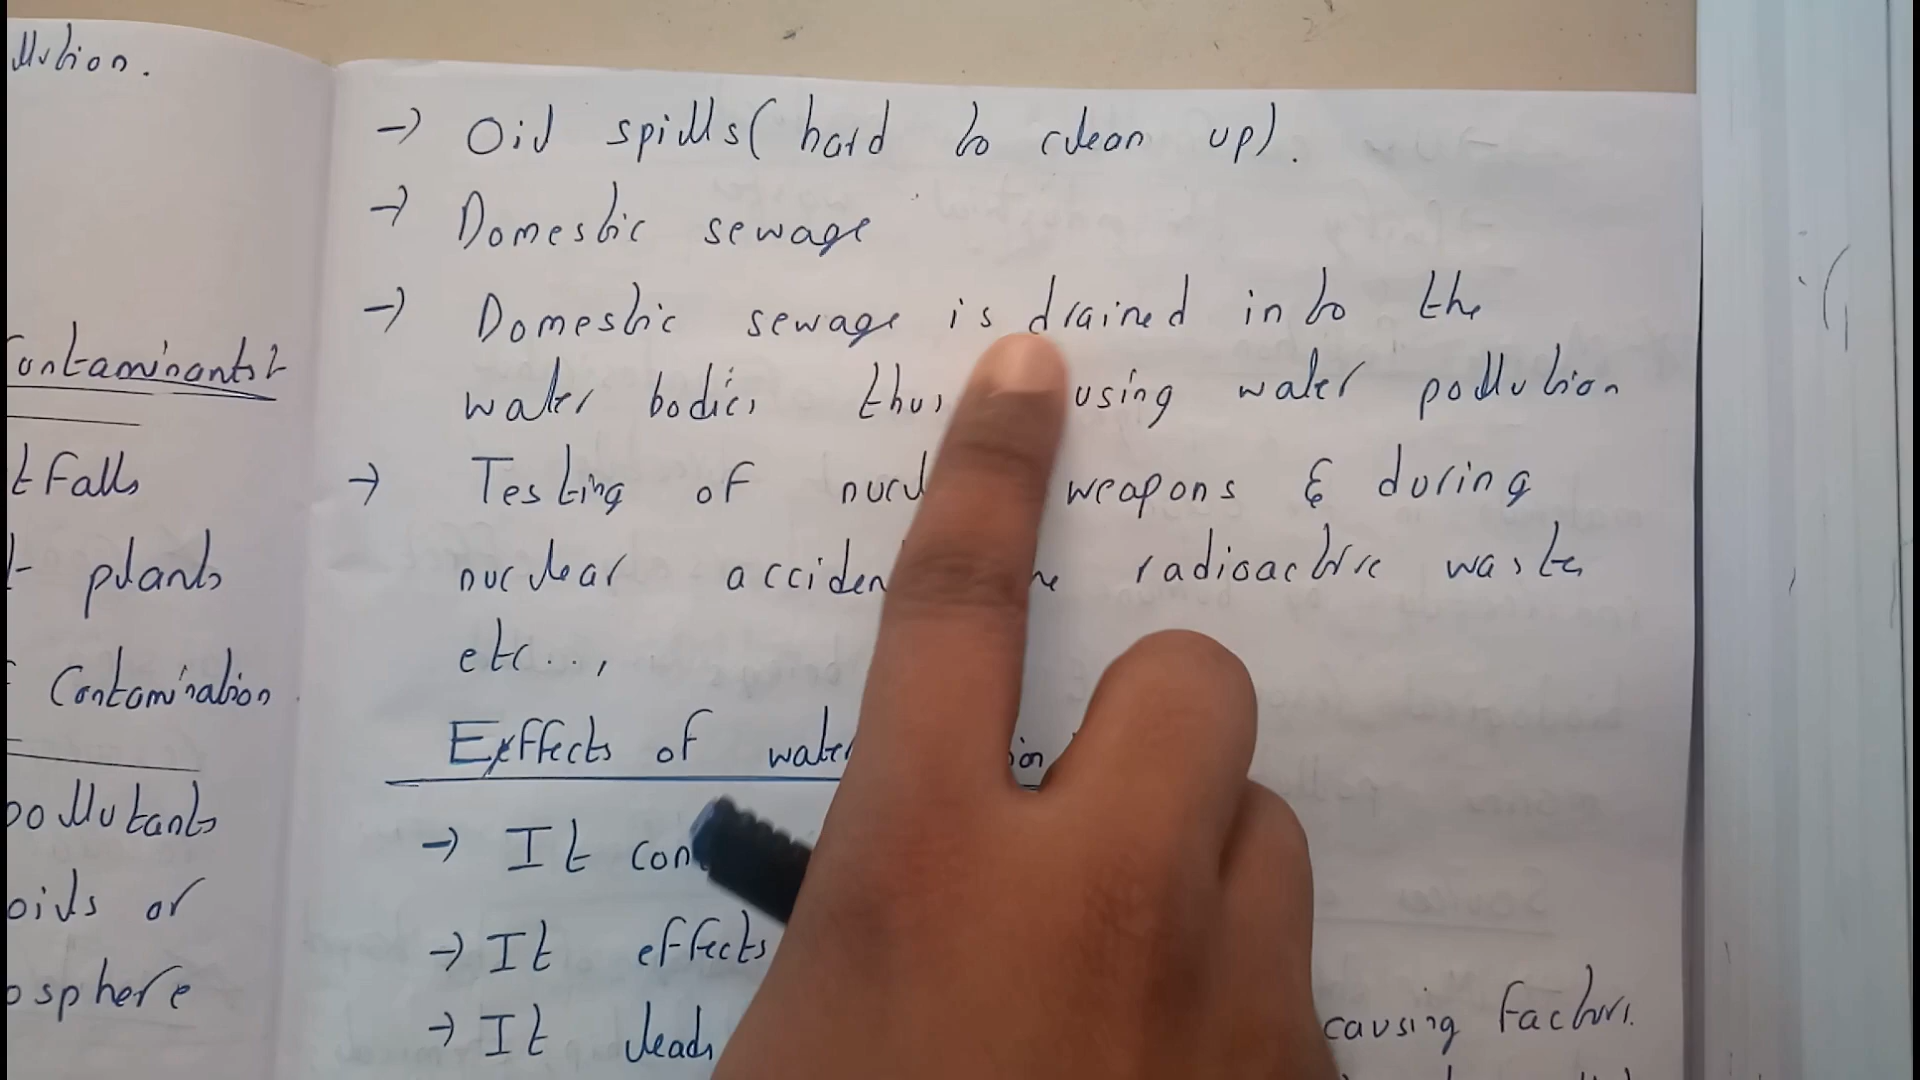 llution.
ontaminants?
t falls
plants
Contamination.
pollutants
oils or
osphere
→ Oil spills( hard to clean up).
→ Domestic sewage
→ Domestic sewage is drained into the
water bodies thus using water pollution
→ Testing of nucl weapons & during
nuclear acciden radioactive waste
etc..,
Effects of water ion
→ It con
→ It effects
→ It leads
causing factors.